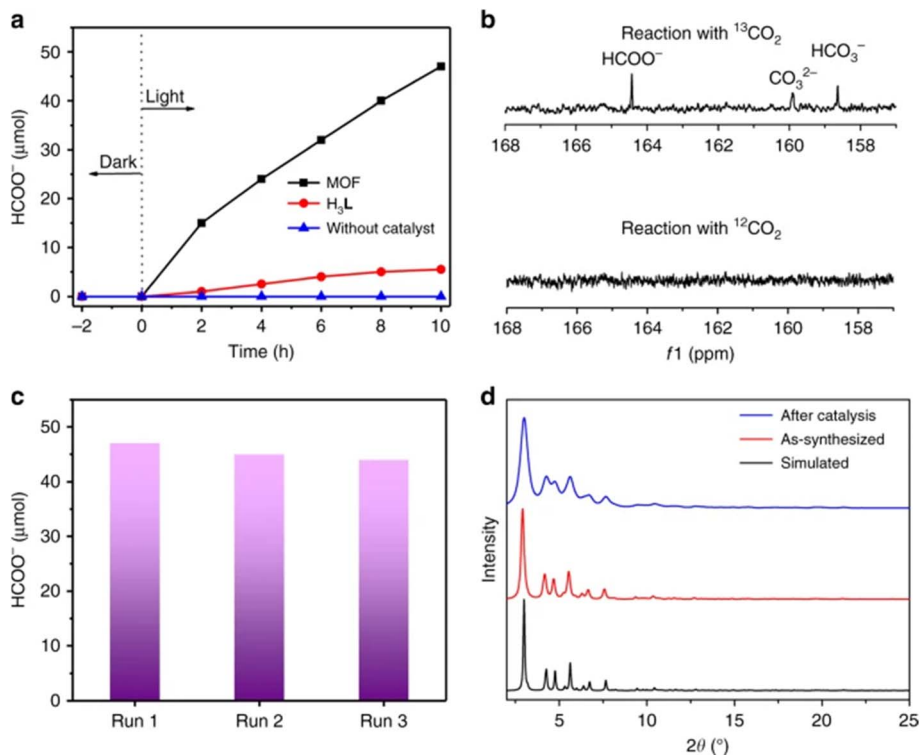 a
50
40
30
20
10
0
HCOO⁻ (μmol)
Light
Dark
MOF
H₃L
Without catalyst
–2 0 2 4 6 8 10
Time (h)
b
Reaction with ¹³CO₂
HCOO⁻
CO₃²⁻
HCO₃⁻
168 166 164 162 160 158
Reaction with ¹²CO₂
168 166 164 162 160 158
f1 (ppm)
c
50
40
30
20
10
0
HCOO⁻ (μmol)
Run 1 Run 2 Run 3
d
After catalysis
As-synthesized
Simulated
Intensity
5 10 15 20 25
2θ (°)